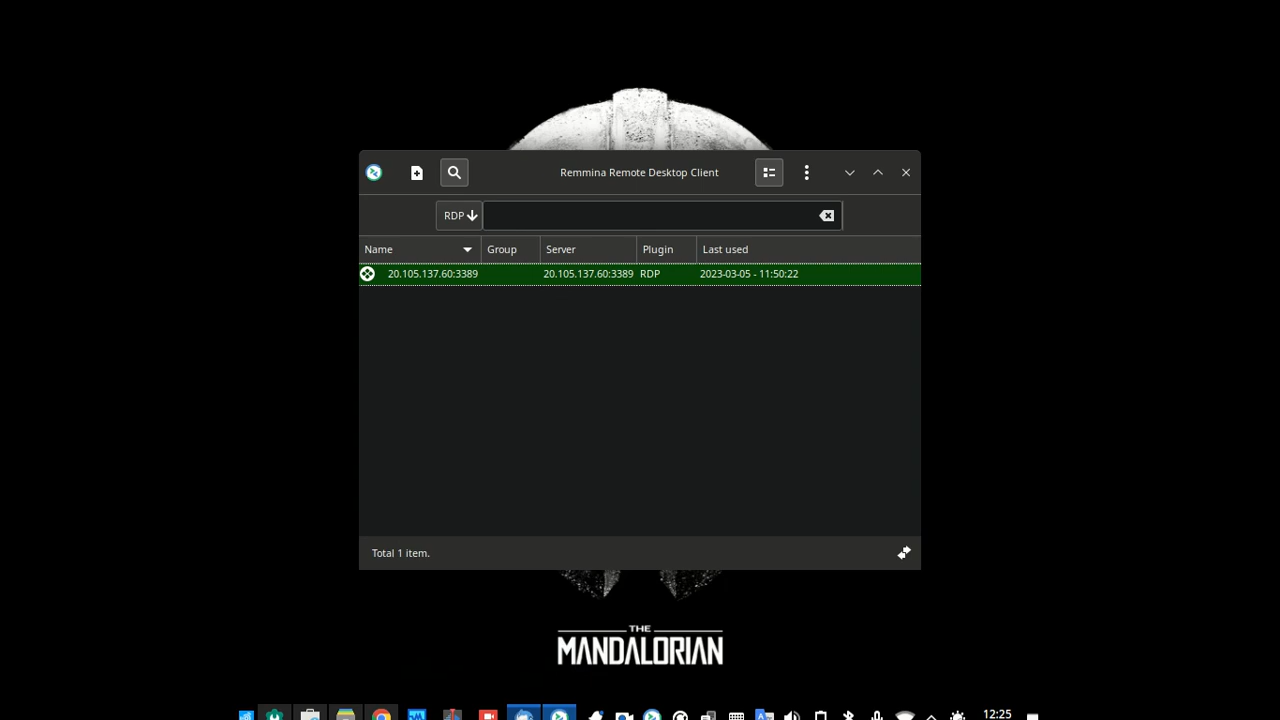 Remmina Remote Desktop Client
RDP
Name Group Server Plugin Last used
20.105.137.60:3389 20.105.137.60:3389 RDP 2023-03-05 - 11:50:22
Total 1 item.
THE
MANDALORIAN
12:25